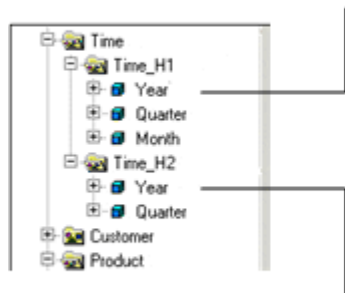 Time
Time_H1
Year
Quarter
Month
Time_H2
Year
Quarter
Customer
Product